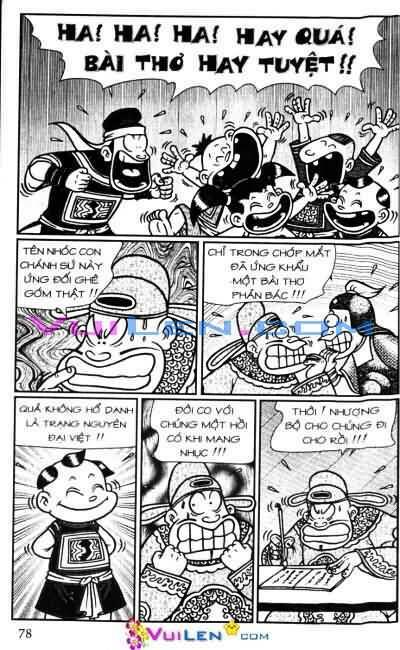 HA! HA! HA! HAY QUÁ!
BÀI THƠ HAY TUYỆT!!
TÊN NHÓC CON
CHÁNH SỨ NÀY
ỨNG ĐỐI GHÊ
GỚM THẬT !!
CHỈ TRONG CHỚP MẮT
ĐÃ ỨNG KHẨU
MỘT BÀI THƠ
PHẢN BÁC !!!
VUILEN.COM
QUẢ KHÔNG HỔ DANH
LÀ TRẠNG NGUYÊN
ĐẠI VIỆT !!
ĐÔI CO VỚI
CHÚNG MỘT HỒI
CÓ KHI MANG
NHỤC !!!
THÔI! NHƯỢNG
BỘ CHO CHÚNG ĐI
CHO RỒI !!!
78
VUILEN.COM